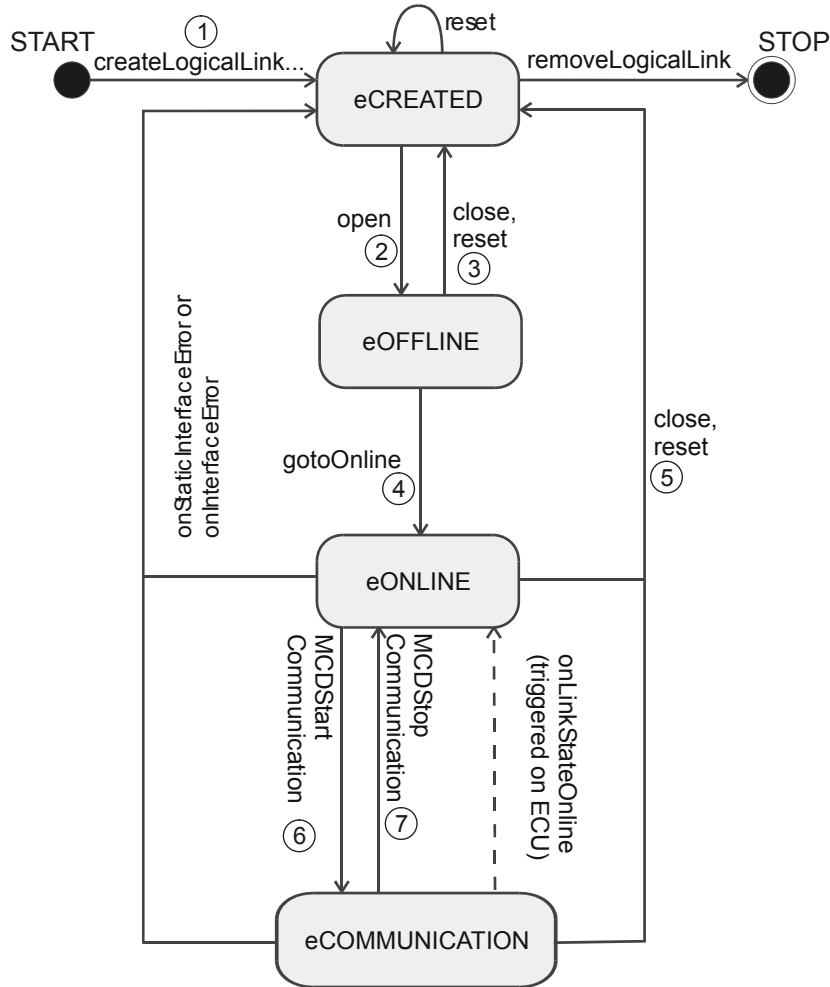 START
1
createLogicalLink...
reset
removeLogicalLink
STOP
eCREATED
open
2
close,
reset
3
eOFFLINE
onStaticInterfaceError or
onInterfaceError
gotoOnline
4
close,
reset
5
eONLINE
MCDStart
Communication
6
MCDStop
Communication
7
onLinkStateOnline
(triggered on ECU)
eCOMMUNICATION